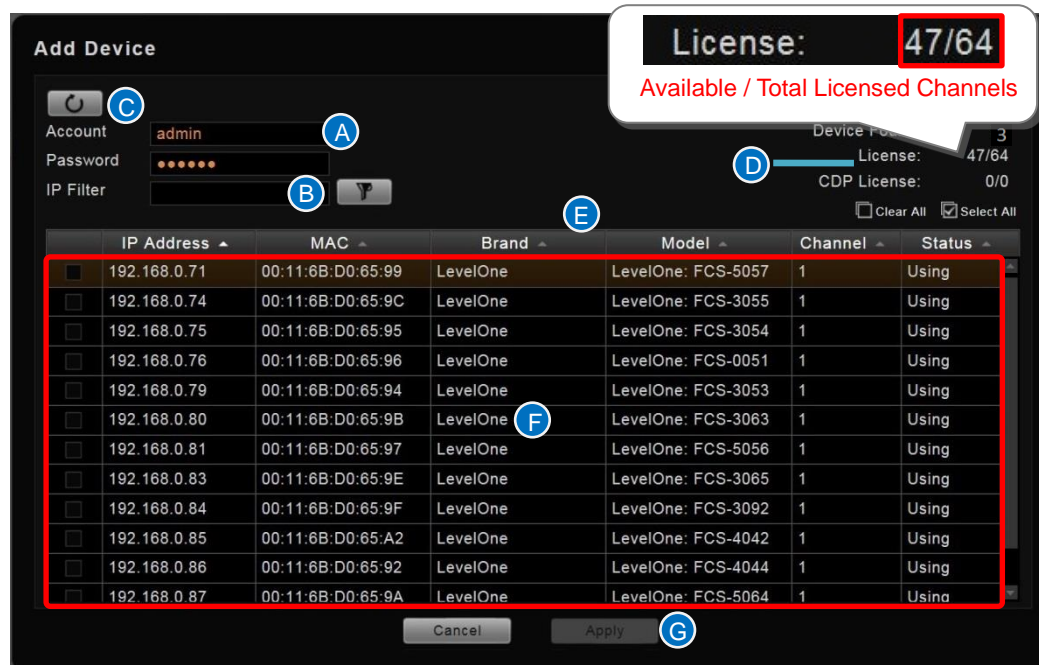 Add Device
License: 47/64
Available / Total Licensed Channels
C
Account admin A
Password ●●●●●●
IP Filter B
Device 3
D License: 47/64
CDP License: 0/0
Clear All Select All
E
IP Address MAC Brand Model Channel Status
192.168.0.71 00:11:6B:D0:65:99 LevelOne LevelOne: FCS-5057 1 Using
192.168.0.74 00:11:6B:D0:65:9C LevelOne LevelOne: FCS-3055 1 Using
192.168.0.75 00:11:6B:D0:65:95 LevelOne LevelOne: FCS-3054 1 Using
192.168.0.76 00:11:6B:D0:65:96 LevelOne LevelOne: FCS-0051 1 Using
192.168.0.79 00:11:6B:D0:65:94 LevelOne LevelOne: FCS-3053 1 Using
192.168.0.80 00:11:6B:D0:65:9B LevelOne F LevelOne: FCS-3063 1 Using
192.168.0.81 00:11:6B:D0:65:97 LevelOne LevelOne: FCS-5056 1 Using
192.168.0.83 00:11:6B:D0:65:9E LevelOne LevelOne: FCS-3065 1 Using
192.168.0.84 00:11:6B:D0:65:9F LevelOne LevelOne: FCS-3092 1 Using
192.168.0.85 00:11:6B:D0:65:A2 LevelOne LevelOne: FCS-4042 1 Using
192.168.0.86 00:11:6B:D0:65:92 LevelOne LevelOne: FCS-4044 1 Using
192.168.0.87 00:11:6B:D0:65:9A LevelOne LevelOne: FCS-5064 1 Using
Cancel Apply G